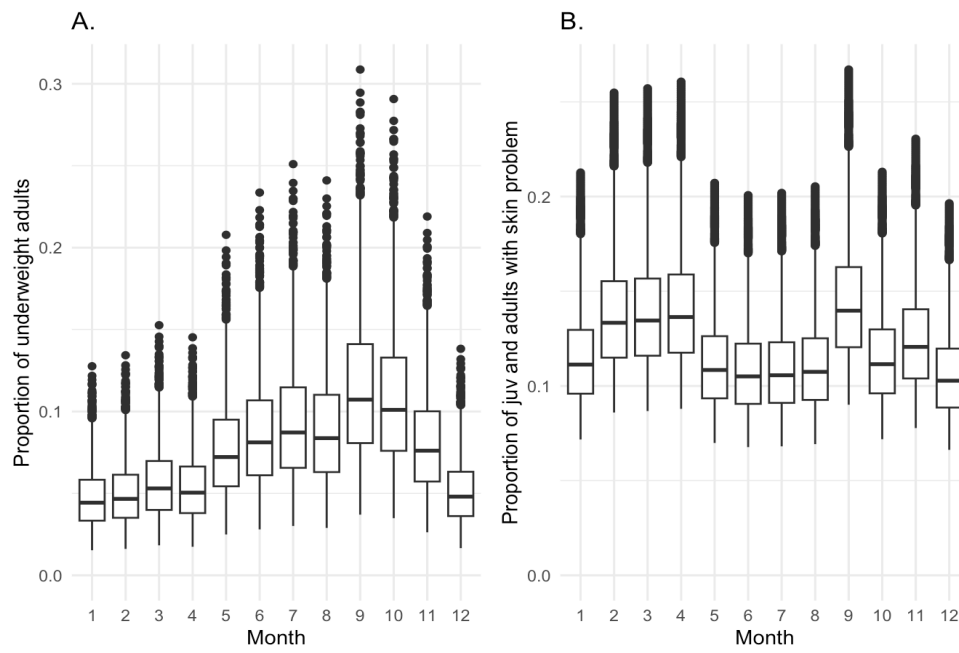 A.
Proportion of underweight adults
0.3
0.2
0.1
0.0
1 2 3 4 5 6 7 8 9 10 11 12
Month
B.
Proportion of juv and adults with skin problem
0.2
0.1
0.0
1 2 3 4 5 6 7 8 9 10 11 12
Month